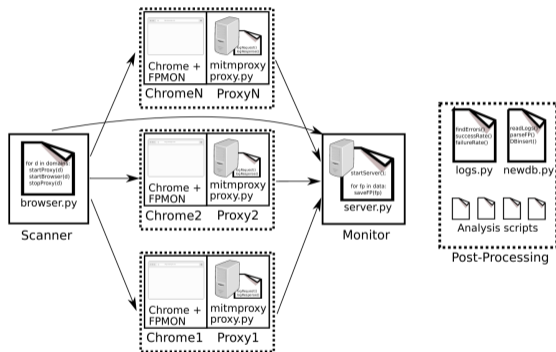 Chrome +
FPMON
mitmproxy
proxy.py
ChromeN
ProxyN
for d in domains:
startProxy(d)
startBrowser(d)
stopProxy(d)
browser.py
Scanner
Chrome +
FPMON
mitmproxy
proxy.py
Chrome2
Proxy2
startServer()
for fp in data:
saveFP(fp)
server.py
Monitor
Chrome +
FPMON
mitmproxy
proxy.py
Chrome1
Proxy1
findErrors()
successRate()
failureRate()
logs.py
readLogs()
parseFP()
DBinsert()
newdb.py
Analysis scripts
Post-Processing